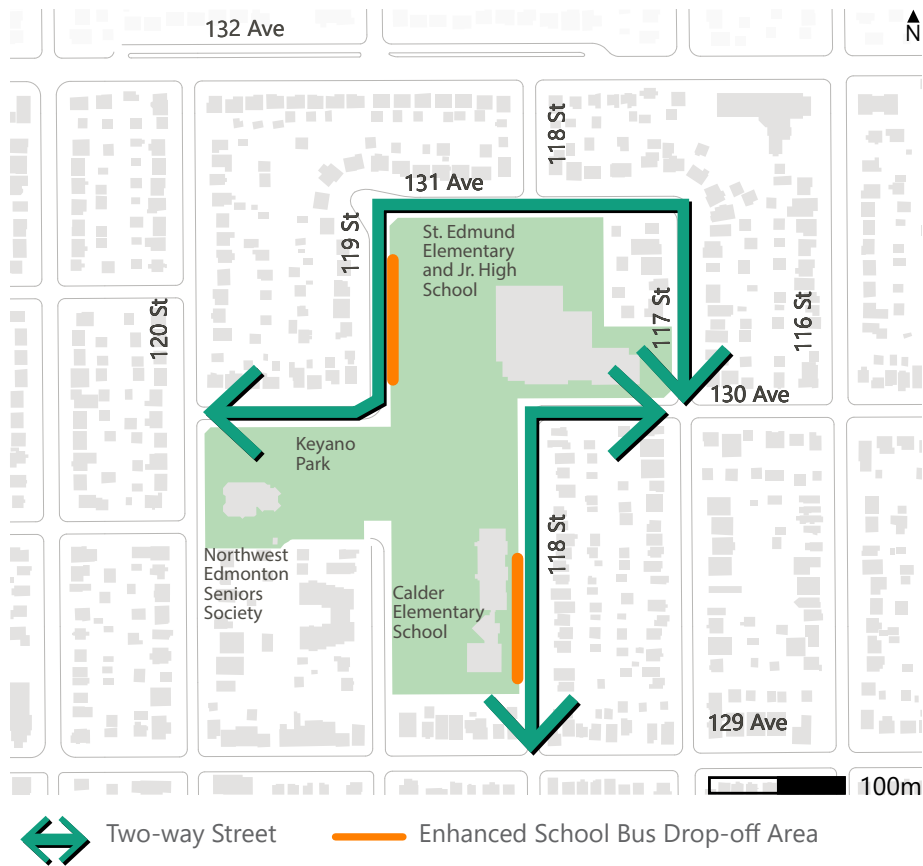 132 Ave
N
118 St
131 Ave
119 St
St. Edmund
Elementary
and Jr. High
School
120 St
117 St
116 St
130 Ave
Keyano
Park
118 St
Northwest
Edmonton
Seniors
Society
Calder
Elementary
School
129 Ave
100m
Two-way Street
Enhanced School Bus Drop-off Area